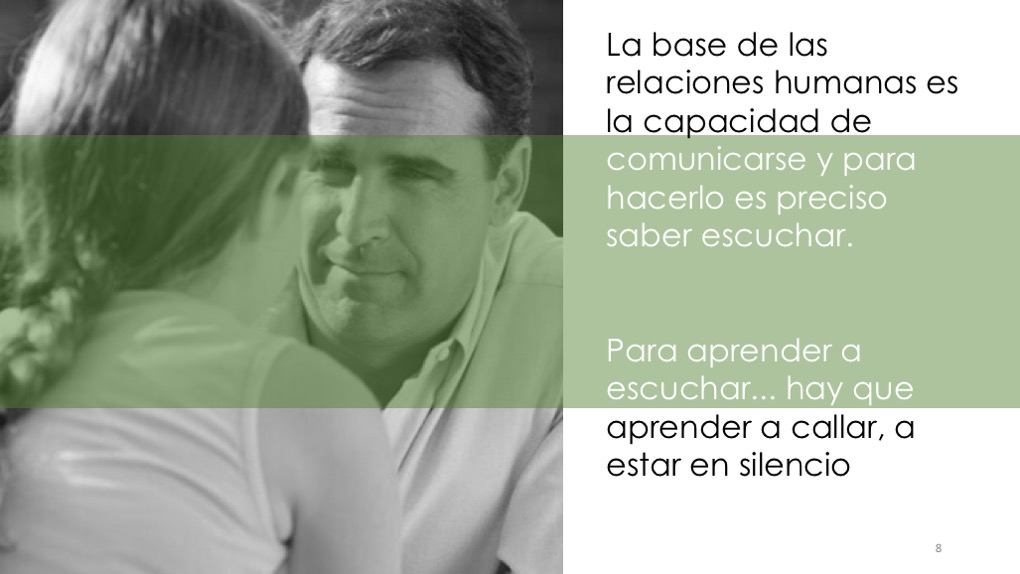 La base de las
relaciones humanas es
la capacidad de
comunicarse y para
hacerlo es preciso
saber escuchar.
Para aprender a
escuchar... hay que
aprender a callar, a
estar en silencio
8